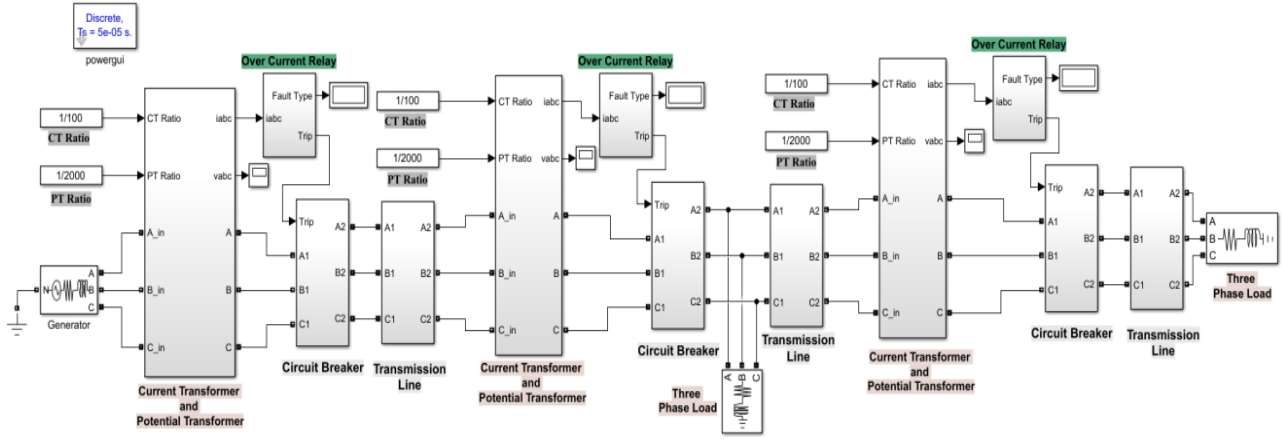 Discrete,
Ts = 5e-05 s.
powergui
Over Current Relay
Fault Type
iabc
Trip
1/100
CT Ratio
1/2000
PT Ratio
CT Ratio
PT Ratio
A_in
B_in
C_in
iabc
vabc
A
B
C
N
A
B
C
Generator
Current Transformer
and
Potential Transformer
Trip
A1
B1
C1
A2
B2
C2
Circuit Breaker
A1
B1
C1
A2
B2
C2
Transmission
Line
Over Current Relay
Fault Type
iabc
Trip
1/100
CT Ratio
1/2000
PT Ratio
CT Ratio
PT Ratio
A_in
B_in
C_in
iabc
vabc
A
B
C
Current Transformer
and
Potential Transformer
Trip
A1
B1
C1
A2
B2
C2
Circuit Breaker
A B C
Three
Phase Load
A1
B1
C1
A2
B2
C2
Transmission
Line
Over Current Relay
Fault Type
iabc
Trip
1/100
CT Ratio
1/2000
PT Ratio
CT Ratio
PT Ratio
A_in
B_in
C_in
iabc
vabc
A
B
C
Current Transformer
and
Potential Transformer
Trip
A1
B1
C1
A2
B2
C2
Circuit Breaker
A1
B1
C1
A2
B2
C2
Transmission
Line
A
B
C
Three
Phase Load